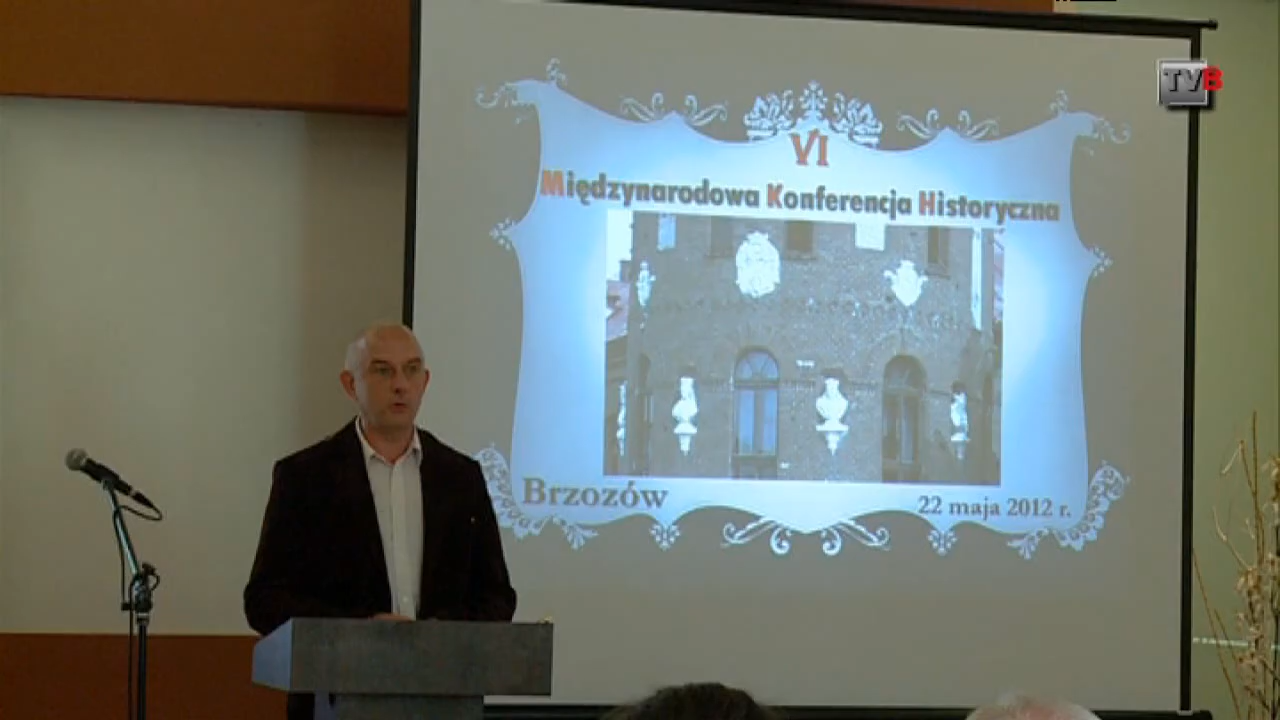 TVB
VI
Międzynarodowa Konferencja Historyczna
Brzozów
22 maja 2012 r.